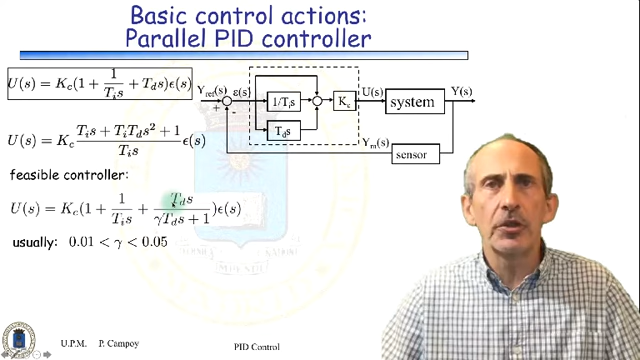 Basic control actions:
Parallel PID controller
U(s) = K_c(1 + 1/(T_i s) + T_d s)ϵ(s)
U(s) = K_c (T_i s + T_i T_d s² + 1)/(T_i s) ϵ(s)
feasible controller:
U(s) = K_c(1 + 1/(T_i s) + T_d s/(γT_d s + 1))ϵ(s)
usually: 0.01 < γ < 0.05
Y_ref(s) ε(s) U(s) Y(s)
+ -
1/T_i s K_c system
T_d s
Y_m(s)
sensor
U.P.M. P. Campoy PID Control